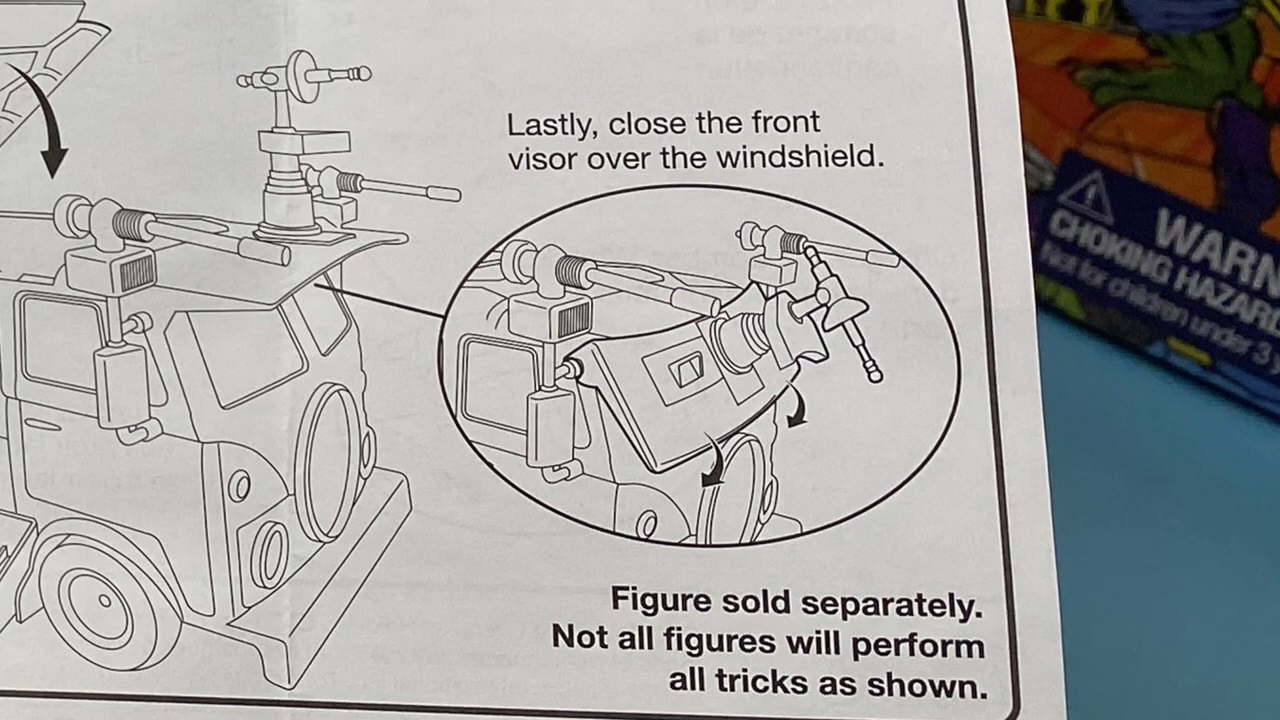 Lastly, close the front
visor over the windshield.
Figure sold separately.
Not all figures will perform
all tricks as shown.
CHOKING HAZARD
Not for children under 3